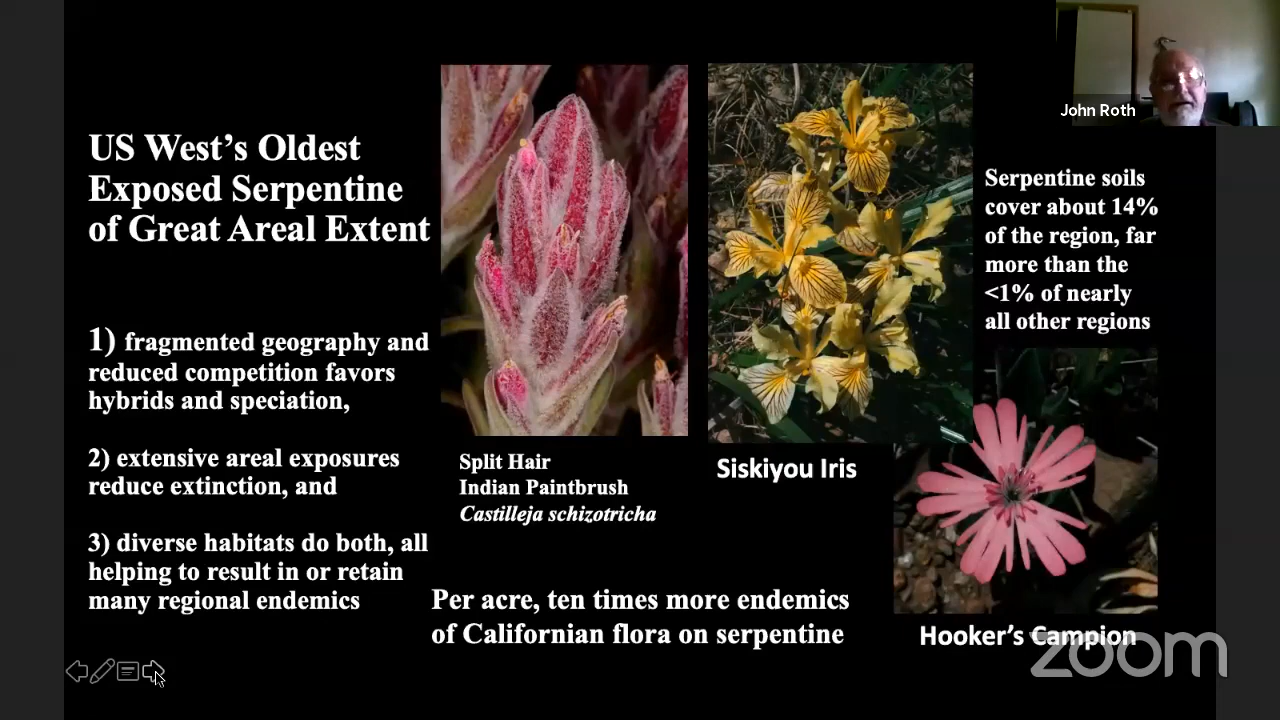 John Roth
US West’s Oldest
Exposed Serpentine
of Great Areal Extent
1) fragmented geography and
reduced competition favors
hybrids and speciation,
2) extensive areal exposures
reduce extinction, and
3) diverse habitats do both, all
helping to result in or retain
many regional endemics
Split Hair
Indian Paintbrush
Castilleja schizotricha
Siskiyou Iris
Serpentine soils
cover about 14%
of the region, far
more than the
<1% of nearly
all other regions
Per acre, ten times more endemics
of Californian flora on serpentine
Hooker’s Campion
zoom